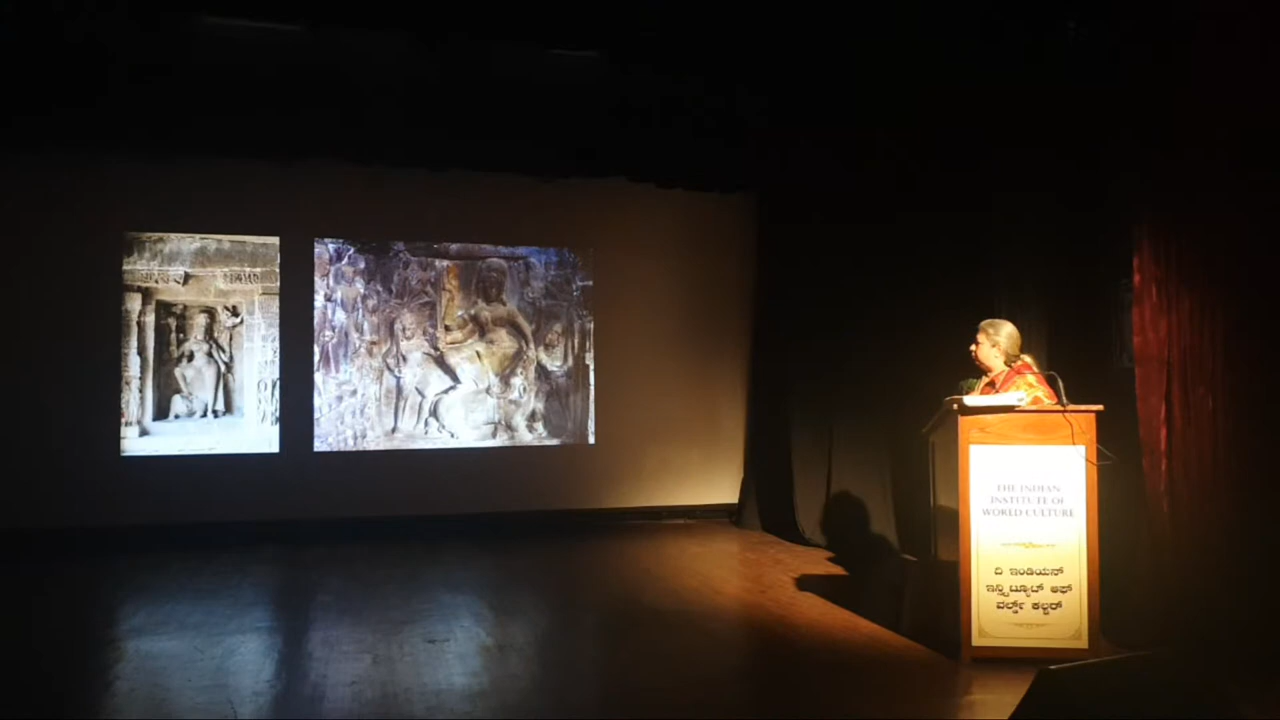 THE INDIAN
INSTITUTE OF
WORLD CULTURE
ದಿ ಇಂಡಿಯನ್
ಇನ್ಸ್ಟಿಟ್ಯೂಟ್ ಆಫ್
ವರ್ಲ್ಡ್ ಕಲ್ಚರ್